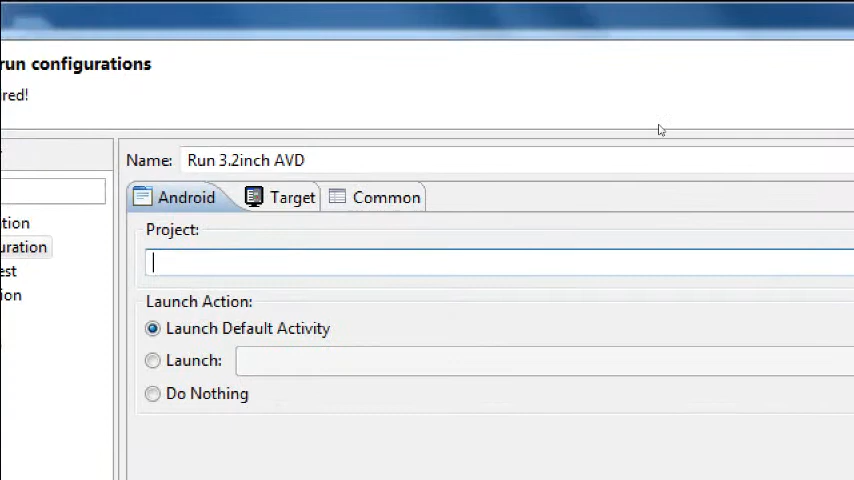 run configurations
red!
Name: Run 3.2inch AVD
Android Target Common
tion
Project:
uration
est
tion
Launch Action:
Launch Default Activity
Launch:
Do Nothing